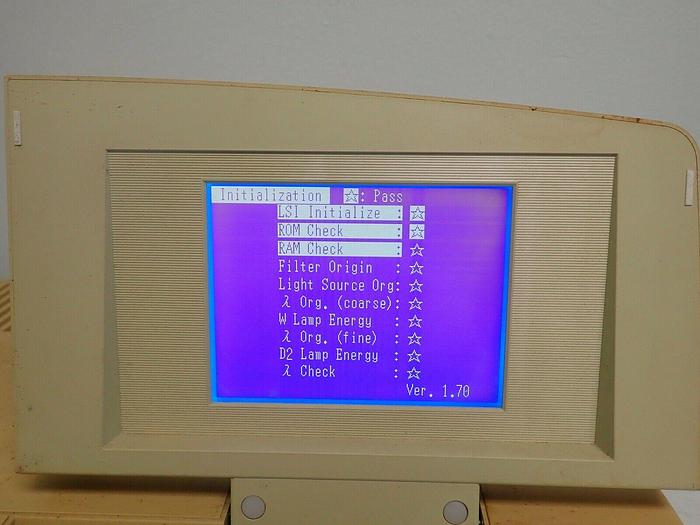 Initialization ☆: Pass
LSI Initialize : ☆
ROM Check : ☆
RAM Check : ☆
Filter Origin : ☆
Light Source Org: ☆
λ Org. (coarse): ☆
W Lamp Energy : ☆
λ Org. (fine) : ☆
D2 Lamp Energy : ☆
λ Check : ☆
Ver. 1.70